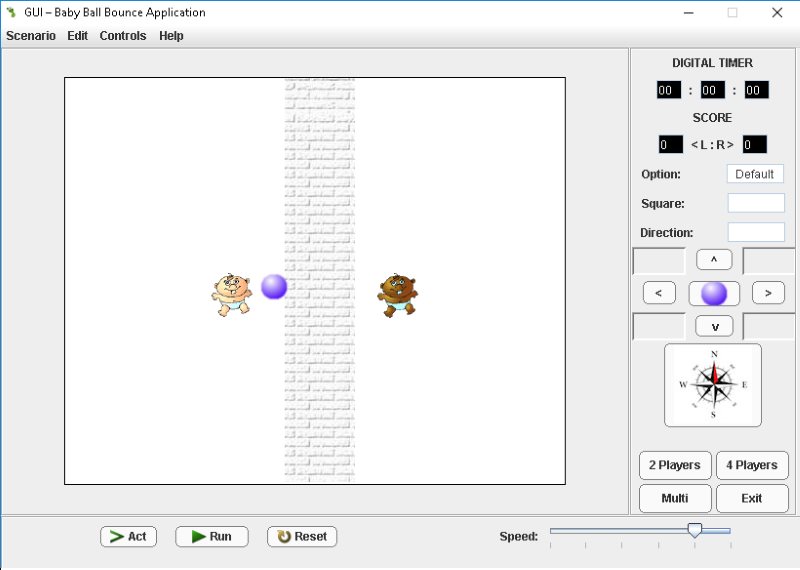 GUI – Baby Ball Bounce Application
Scenario Edit Controls Help
DIGITAL TIMER
00 : 00 : 00
SCORE
0 < L : R > 0
Option: Default
Square:
Direction:
^
< >
v
N
W E
S
2 Players 4 Players
Multi Exit
Act Run Reset Speed: